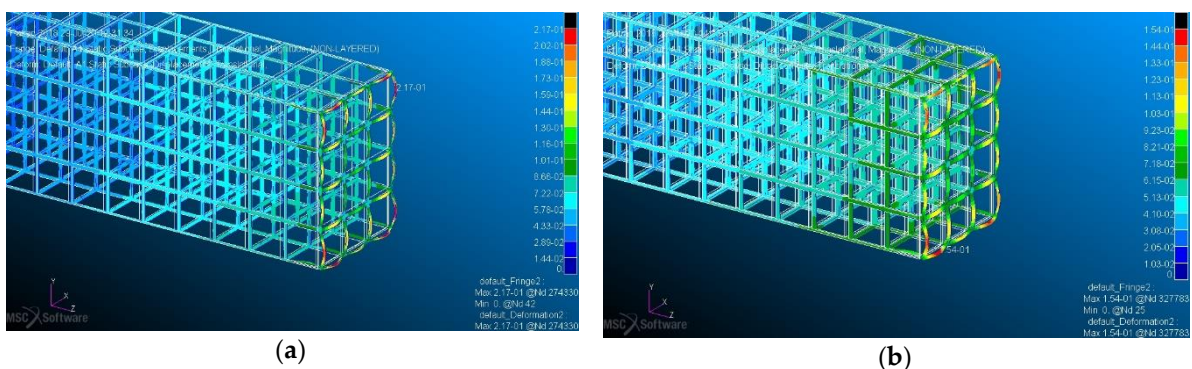 (NON-LAYERED)
2.17-01
2.17-01
2.02-01
1.88-01
1.73-01
1.59-01
1.44-01
1.30-01
1.16-01
1.01-01
8.66-02
7.22-02
5.78-02
4.33-02
2.89-02
1.44-02
0.
default_Fringe2 :
Max 2.17-01 @Nd 274330
Min 0. @Nd 42
default_Deformation2 :
Max 2.17-01 @Nd 274330
Y
X
Z
MSC Software
(a)
(NON-LAYERED)
1.54-01
1.44-01
1.33-01
1.23-01
1.13-01
1.03-01
9.23-02
8.21-02
7.18-02
6.15-02
5.13-02
4.10-02
3.08-02
2.05-02
1.03-02
0.
default_Fringe2 :
Max 1.54-01 @Nd 327783
Min 0. @Nd 25
default_Deformation2 :
Max 1.54-01 @Nd 327783
Y
X
Z
MSC Software
(b)